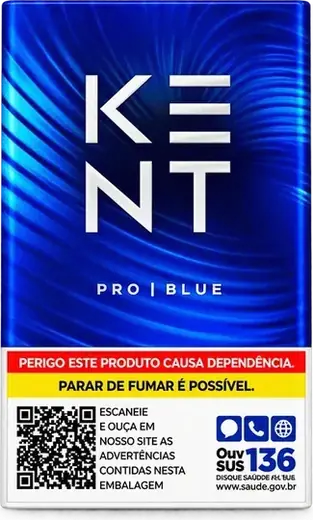 KE
NT
PRO | BLUE
PERIGO ESTE PRODUTO CAUSA DEPENDÊNCIA.
PARAR DE FUMAR É POSSÍVEL.
ESCANEIE
E OUÇA EM
NOSSO SITE AS
ADVERTÊNCIAS
CONTIDAS NESTA
EMBALAGEM
Ouv
SUS 136
DISQUE
www.saude.gov.br